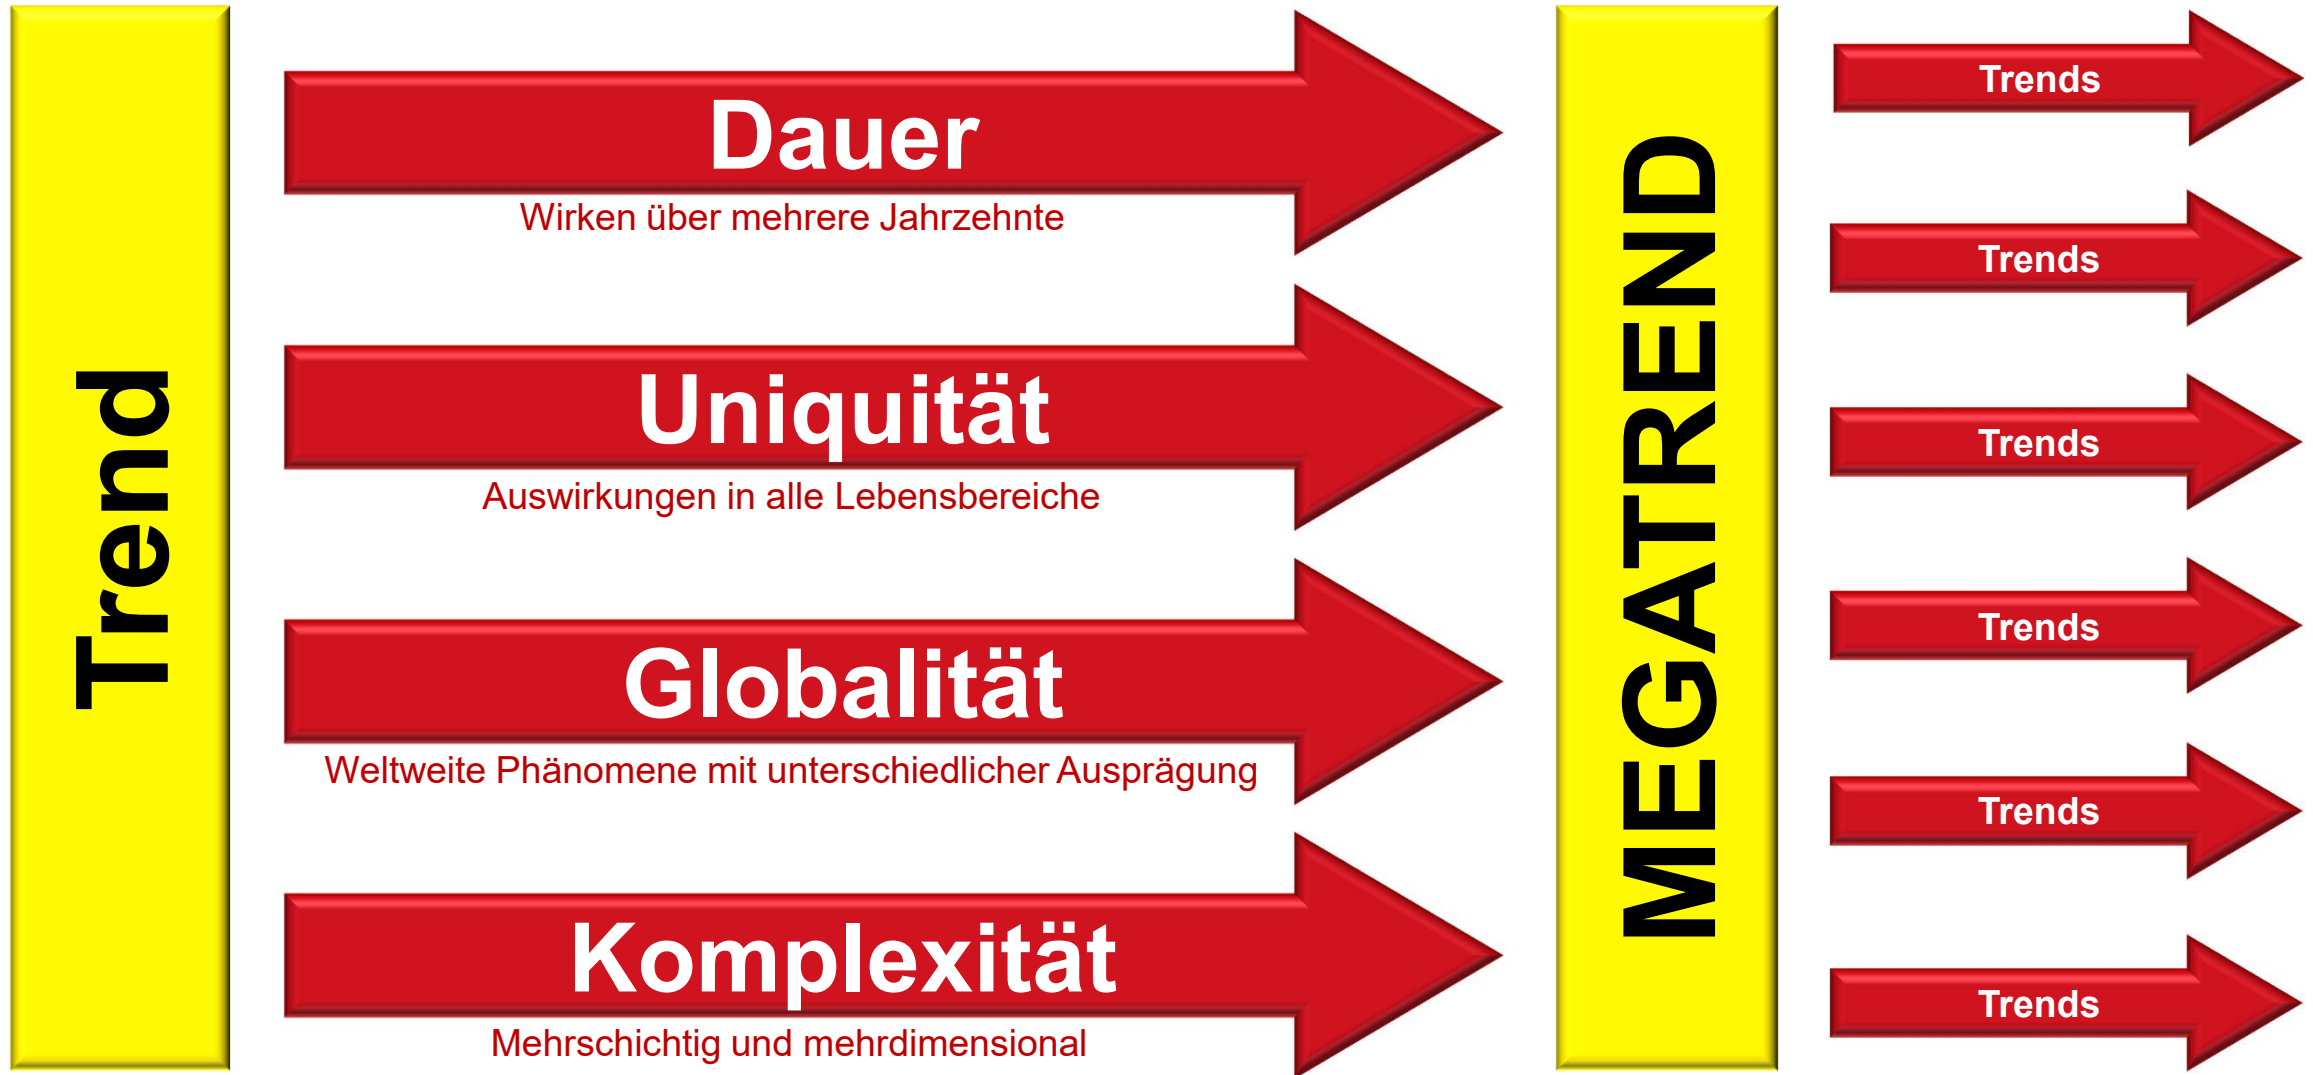 Trend
Dauer
Wirken über mehrere Jahrzehnte
Uniquität
Auswirkungen in alle Lebensbereiche
Globalität
Weltweite Phänomene mit unterschiedlicher Ausprägung
Komplexität
Mehrschichtig und mehrdimensional
MEGATREND
Trends
Trends
Trends
Trends
Trends
Trends